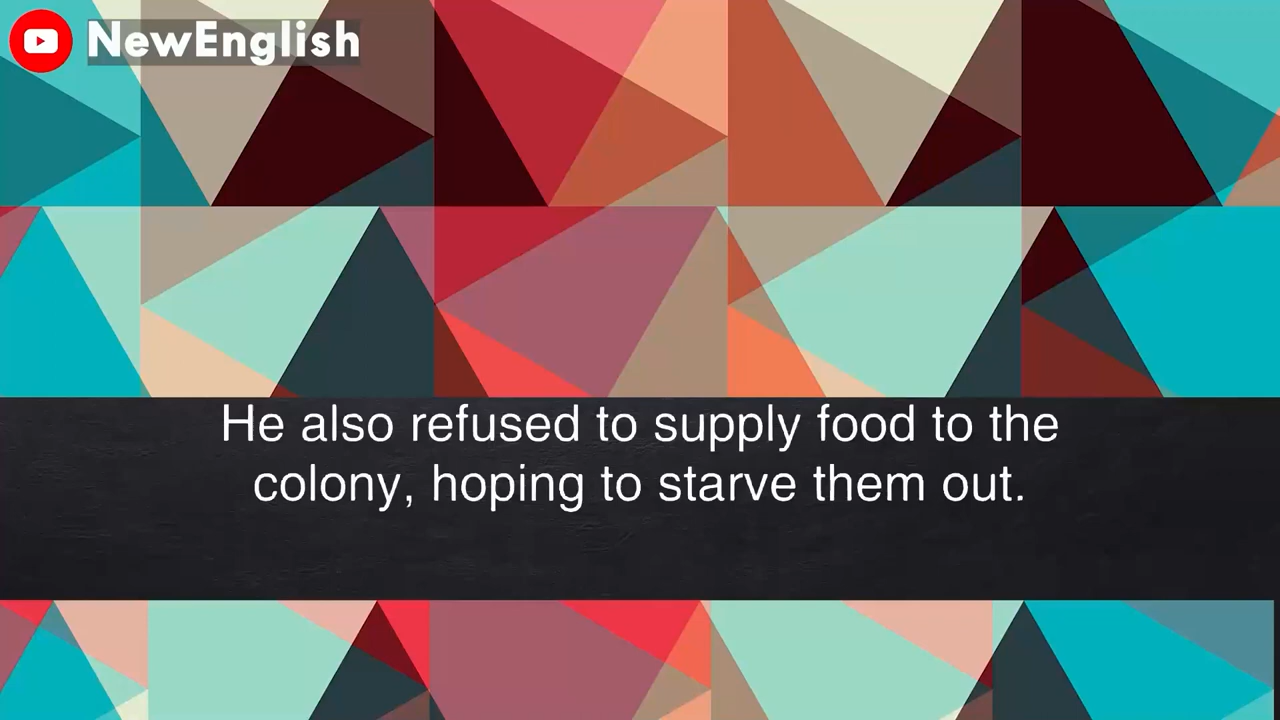 NewEnglish
He also refused to supply food to the
colony, hoping to starve them out.